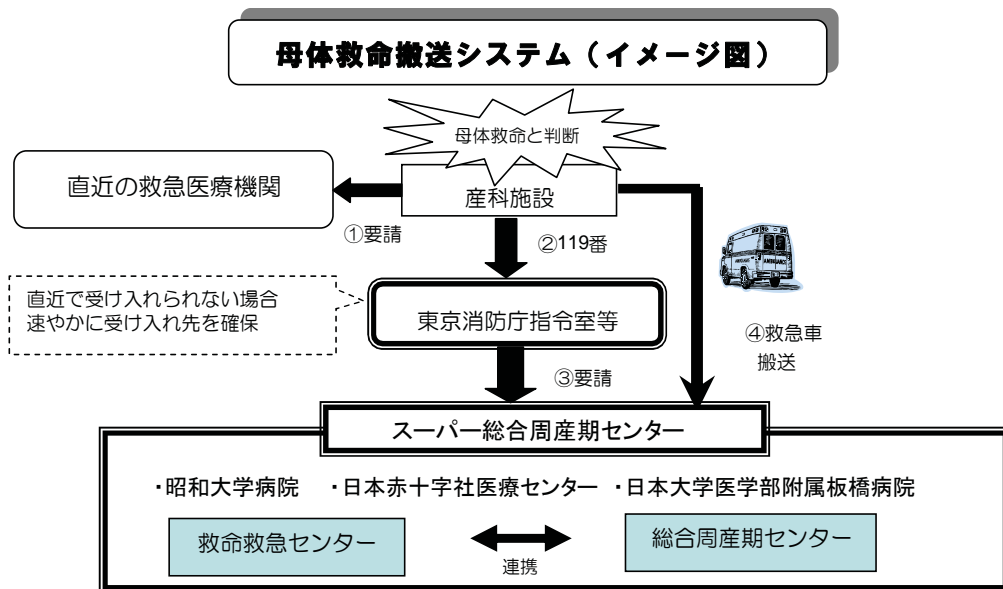 母体救命搬送システム（イメージ図）
母体救命と判断
直近の救急医療機関
産科施設
①要請
②119番
直近で受け入れられない場合
速やかに受け入れ先を確保
東京消防庁指令室等
AMBULANCE
④救急車
搬送
③要請
スーパー総合周産期センター
・昭和大学病院　・日本赤十字社医療センター　・日本大学医学部附属板橋病院
救命救急センター
連携
総合周産期センター